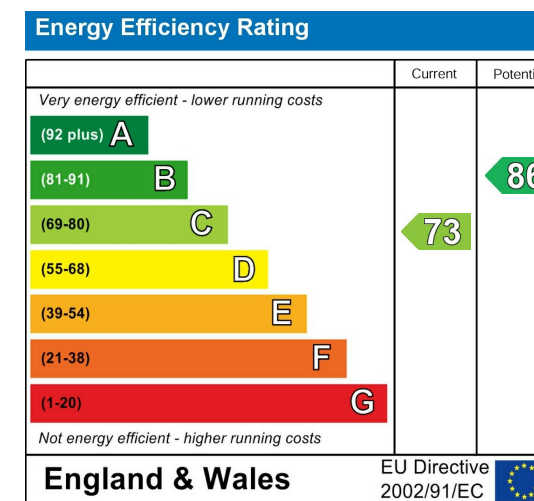 Energy Efficiency Rating
Current Potenti
Very energy efficient - lower running costs
(92 plus) A
(81-91) B
86
(69-80) C
73
(55-68) D
(39-54) E
(21-38) F
(1-20) G
Not energy efficient - higher running costs
England & Wales
EU Directive
2002/91/EC